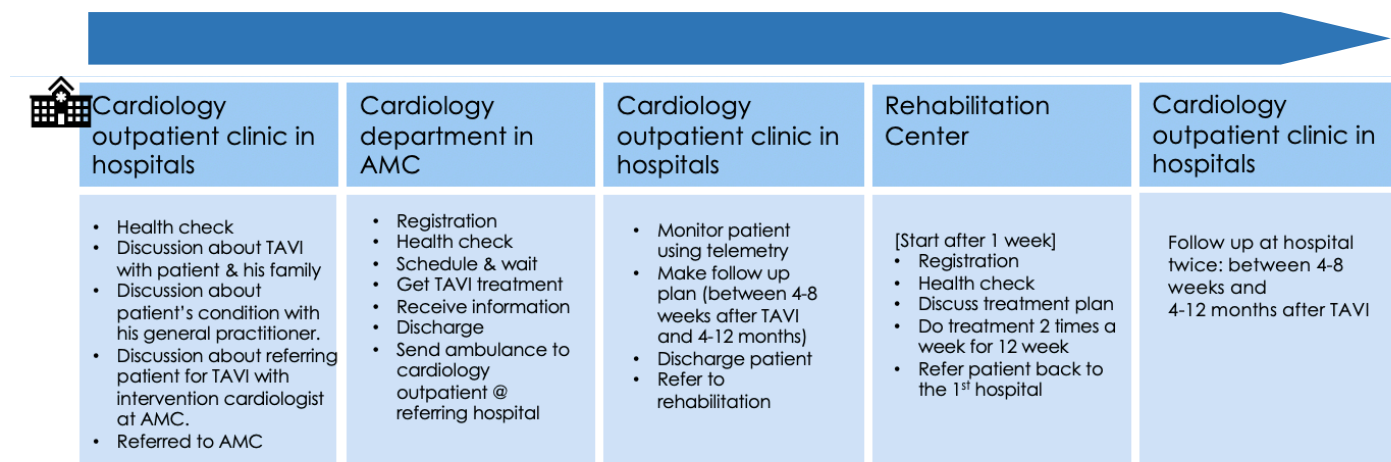 Cardiology
outpatient clinic in
hospitals
• Health check
• Discussion about TAVI
with patient & his family
• Discussion about
patient's condition with
his general practitioner.
• Discussion about referring
patient for TAVI with
intervention cardiologist
at AMC.
• Referred to AMC
Cardiology
department in
AMC
• Registration
• Health check
• Schedule & wait
• Get TAVI treatment
• Receive information
• Discharge
• Send ambulance to
cardiology
outpatient @
referring hospital
Cardiology
outpatient clinic in
hospitals
• Monitor patient
using telemetry
• Make follow up
plan (between 4-8
weeks after TAVI
and 4-12 months)
• Discharge patient
• Refer to
rehabilitation
Rehabilitation
Center
[Start after 1 week]
• Registration
• Health check
• Discuss treatment plan
• Do treatment 2 times a
week for 12 week
• Refer patient back to
the 1st hospital
Cardiology
outpatient clinic in
hospitals
Follow up at hospital
twice: between 4-8
weeks and
4-12 months after TAVI